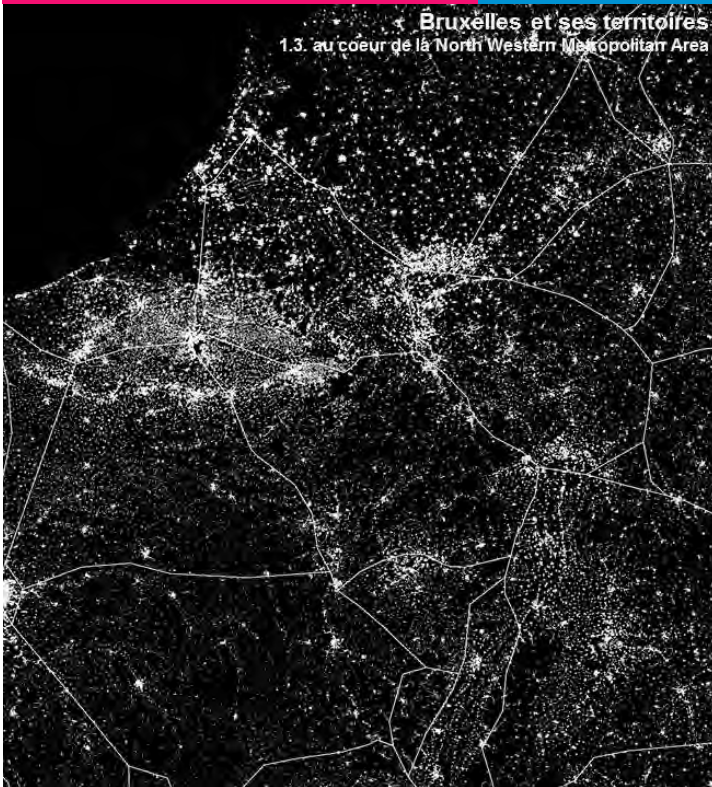 Bruxelles et ses territoires
1.3. au coeur de la North Western Metropolitan Area